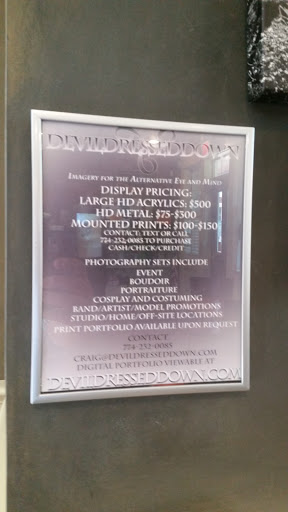 DEVILDRESSEDDOWN
IMAGERY FOR THE ALTERNATIVE EYE AND MIND
DISPLAY PRICING:
LARGE HD ACRYLICS: $500
HD METAL: $75-$300
MOUNTED PRINTS: $100-$150
CONTACT: TEXT OR CALL
774-252-0085 TO PURCHASE
CASH/CHECK/CREDIT
PHOTOGRAPHY SETS INCLUDE
EVENT
BOUDOIR
PORTRAITURE
COSPLAY AND COSTUMING
BAND/ARTIST/MODEL PROMOTIONS
STUDIO/HOME/OFF-SITE LOCATIONS
PRINT PORTFOLIO AVAILABLE UPON REQUEST
CONTACT
774-252-0085
CRAIG@DEVILDRESSEDDOWN.COM
DIGITAL PORTFOLIO VIEWABLE AT
DEVILDRESSEDDOWN.COM